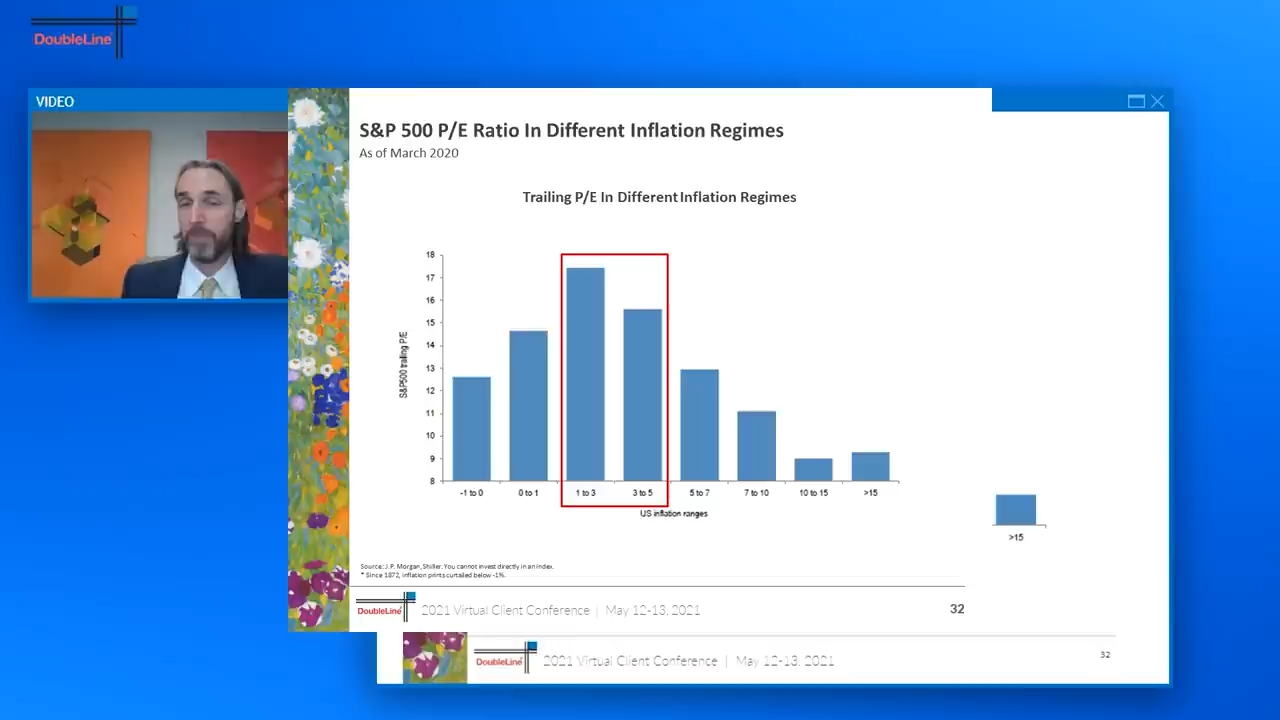 DoubleLine
VIDEO
S&P 500 P/E Ratio In Different Inflation Regimes
As of March 2020
Trailing P/E In Different Inflation Regimes
18
17
16
15
14
13
12
11
10
9
8
S&P500 trailing P/E
-1 to 0 0 to 1 1 to 3 3 to 5 5 to 7 7 to 10 10 to 15 >15
US inflation ranges
>15
Source: J.P. Morgan, Shiller. You cannot invest directly in an index.
* Since 1872, inflation prints curtailed below -1%.
DoubleLine 2021 Virtual Client Conference | May 12-13, 2021 32
DoubleLine 2021 Virtual Client Conference | May 12-13, 2021 32